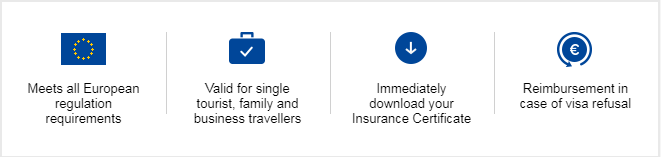 Meets all European
regulation
requirements
Valid for single
tourist, family and
business travellers
Immediately
download your
Insurance Certificate
€
Reimbursement in
case of visa refusal